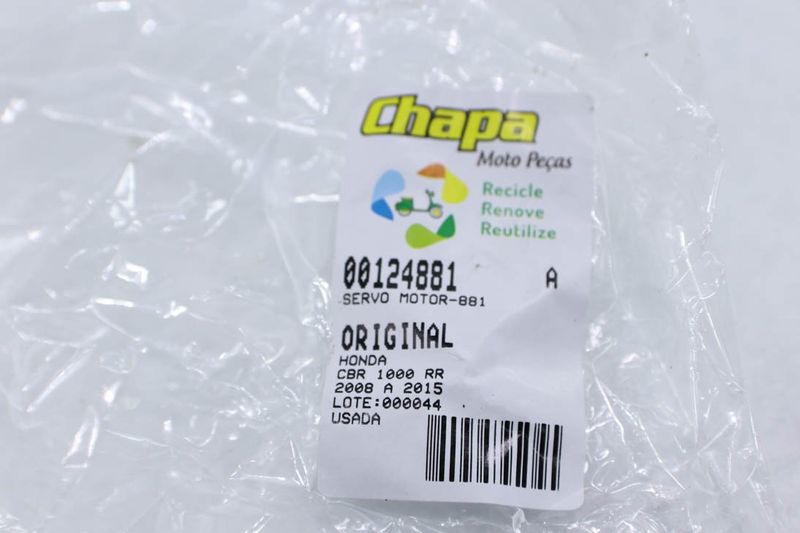 Chapa
Moto Peças
Recicle
Renove
Reutilize
00124881 A
SERVO MOTOR-881
ORIGINAL
HONDA
CBR 1000 RR
2008 A 2015
LOTE:000044
USADA